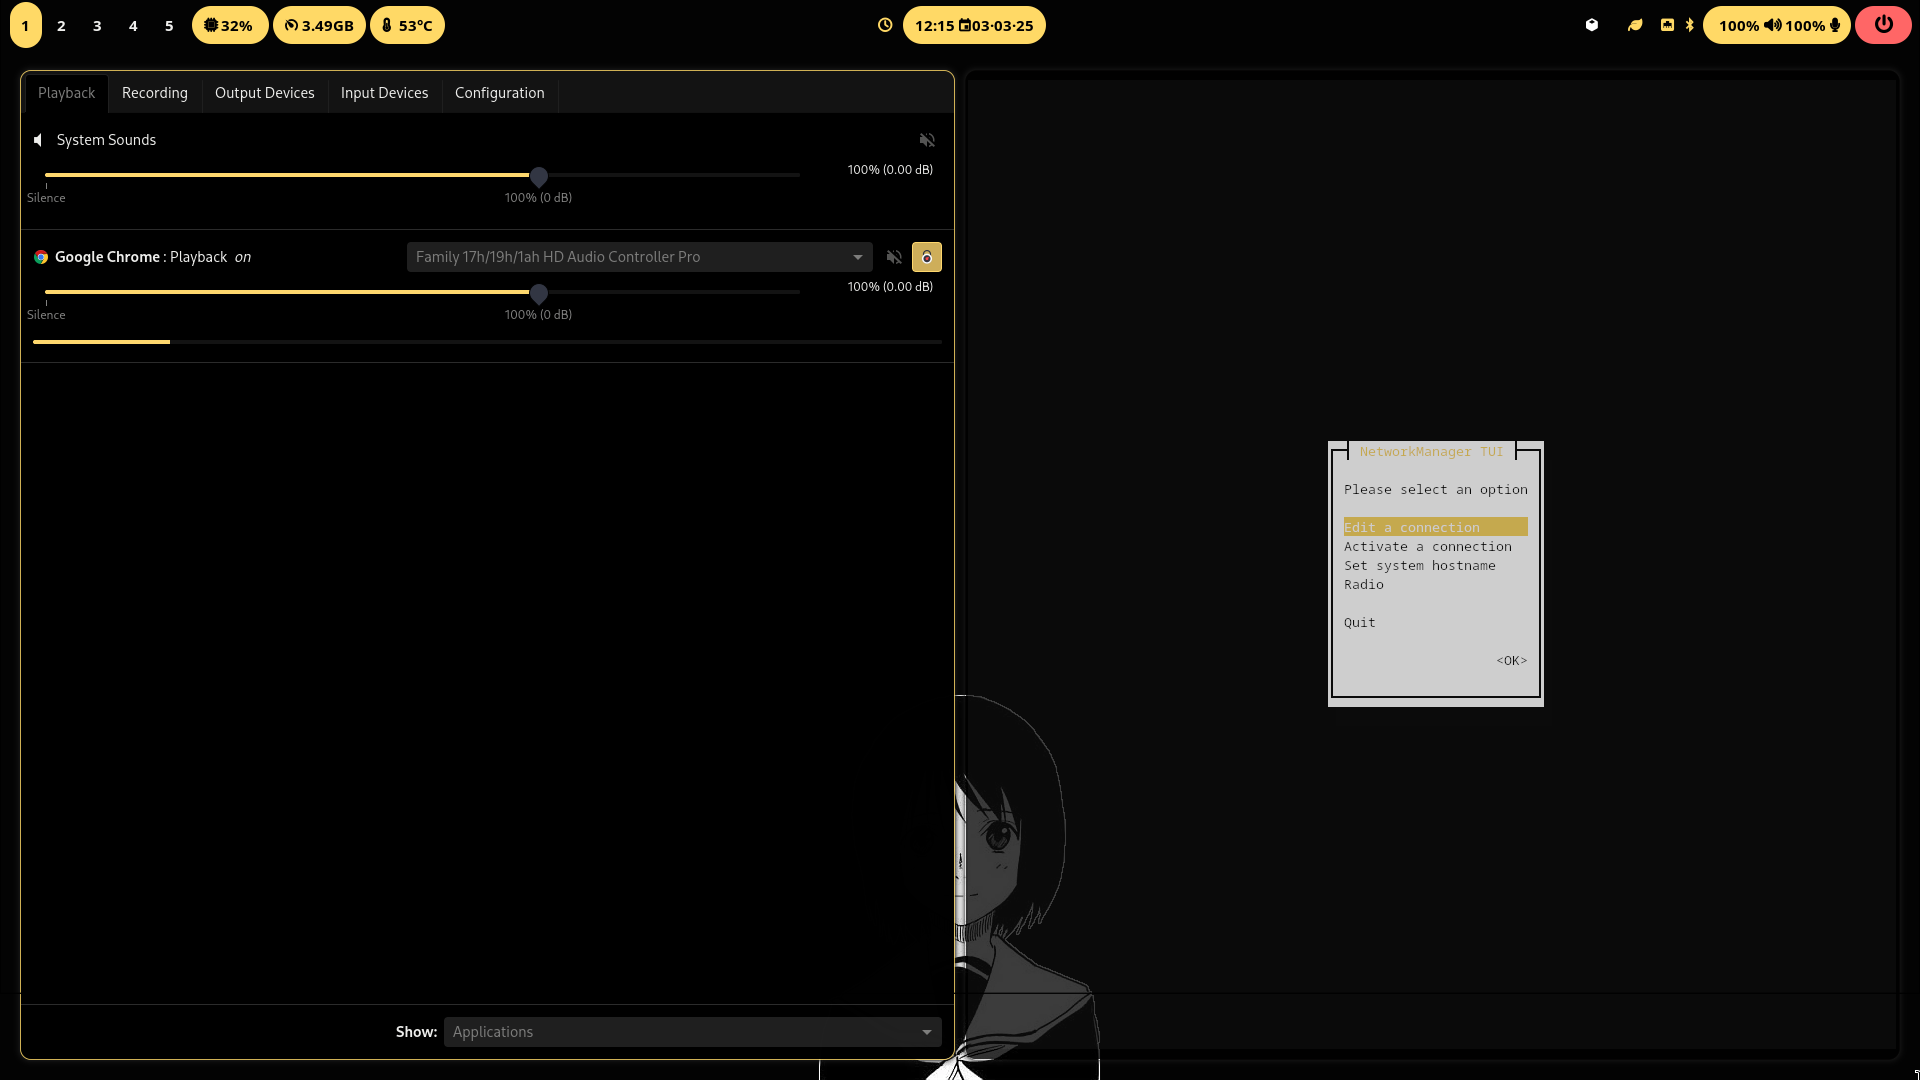 1 2 3 4 5 32% 3.49GB 53°C 12:15 03·03·25 100% 100%
Playback Recording Output Devices Input Devices Configuration
System Sounds
100% (0.00 dB)
Silence 100% (0 dB)
Google Chrome : Playback on Family 17h/19h/1ah HD Audio Controller Pro
100% (0.00 dB)
Silence 100% (0 dB)
Show: Applications
NetworkManager TUI
Please select an option
Edit a connection
Activate a connection
Set system hostname
Radio
Quit
<OK>